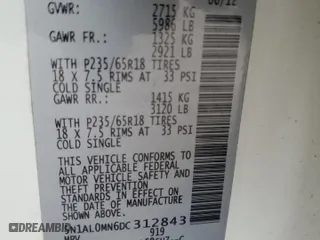 06/12
GVWR: 2715 KG
5986 LB
GAWR FR.: 1325 KG
2921 LB
WITH P235/65R18 TIRES
18 X 7.5 RIMS AT 33 PSI
COLD SINGLE
GAWR RR.: 1415 KG
3120 LB
WITH P235/65R18 TIRES
18 X 7.5 RIMS AT 33 PSI
COLD SINGLE
THIS VEHICLE CONFORMS TO ALL
APPLICABLE FEDERAL
MOTOR VEHICLE SAFETY
AND THEFT PREVENTION
STANDARDS IN EFFECT
ON THE DATE OF
MANUFACTURE SHOWN ABOVE.
5N1AL0MN6DC312843
MPV 919
DREAMBID